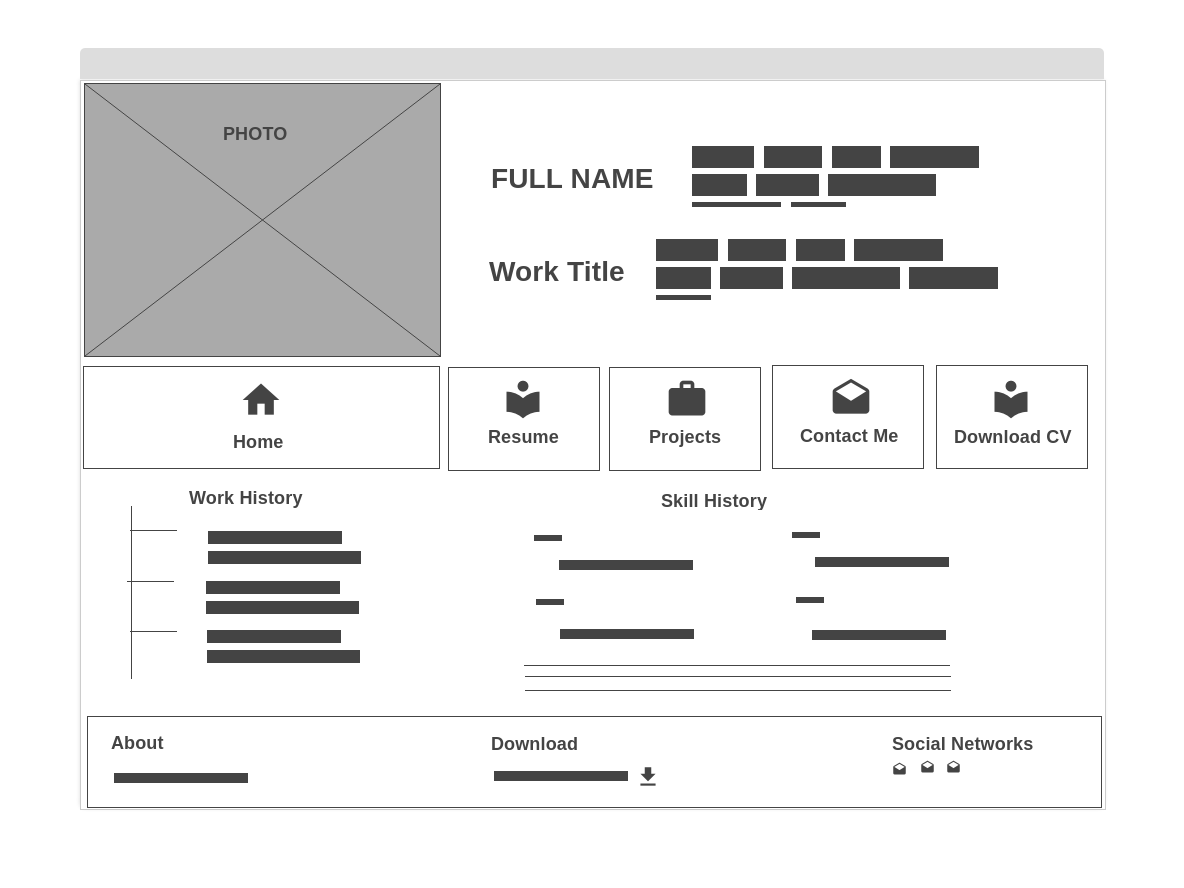 PHOTO
FULL NAME
Work Title
Home
Resume
Projects
Contact Me
Download CV
Work History
Skill History
About
Download
Social Networks